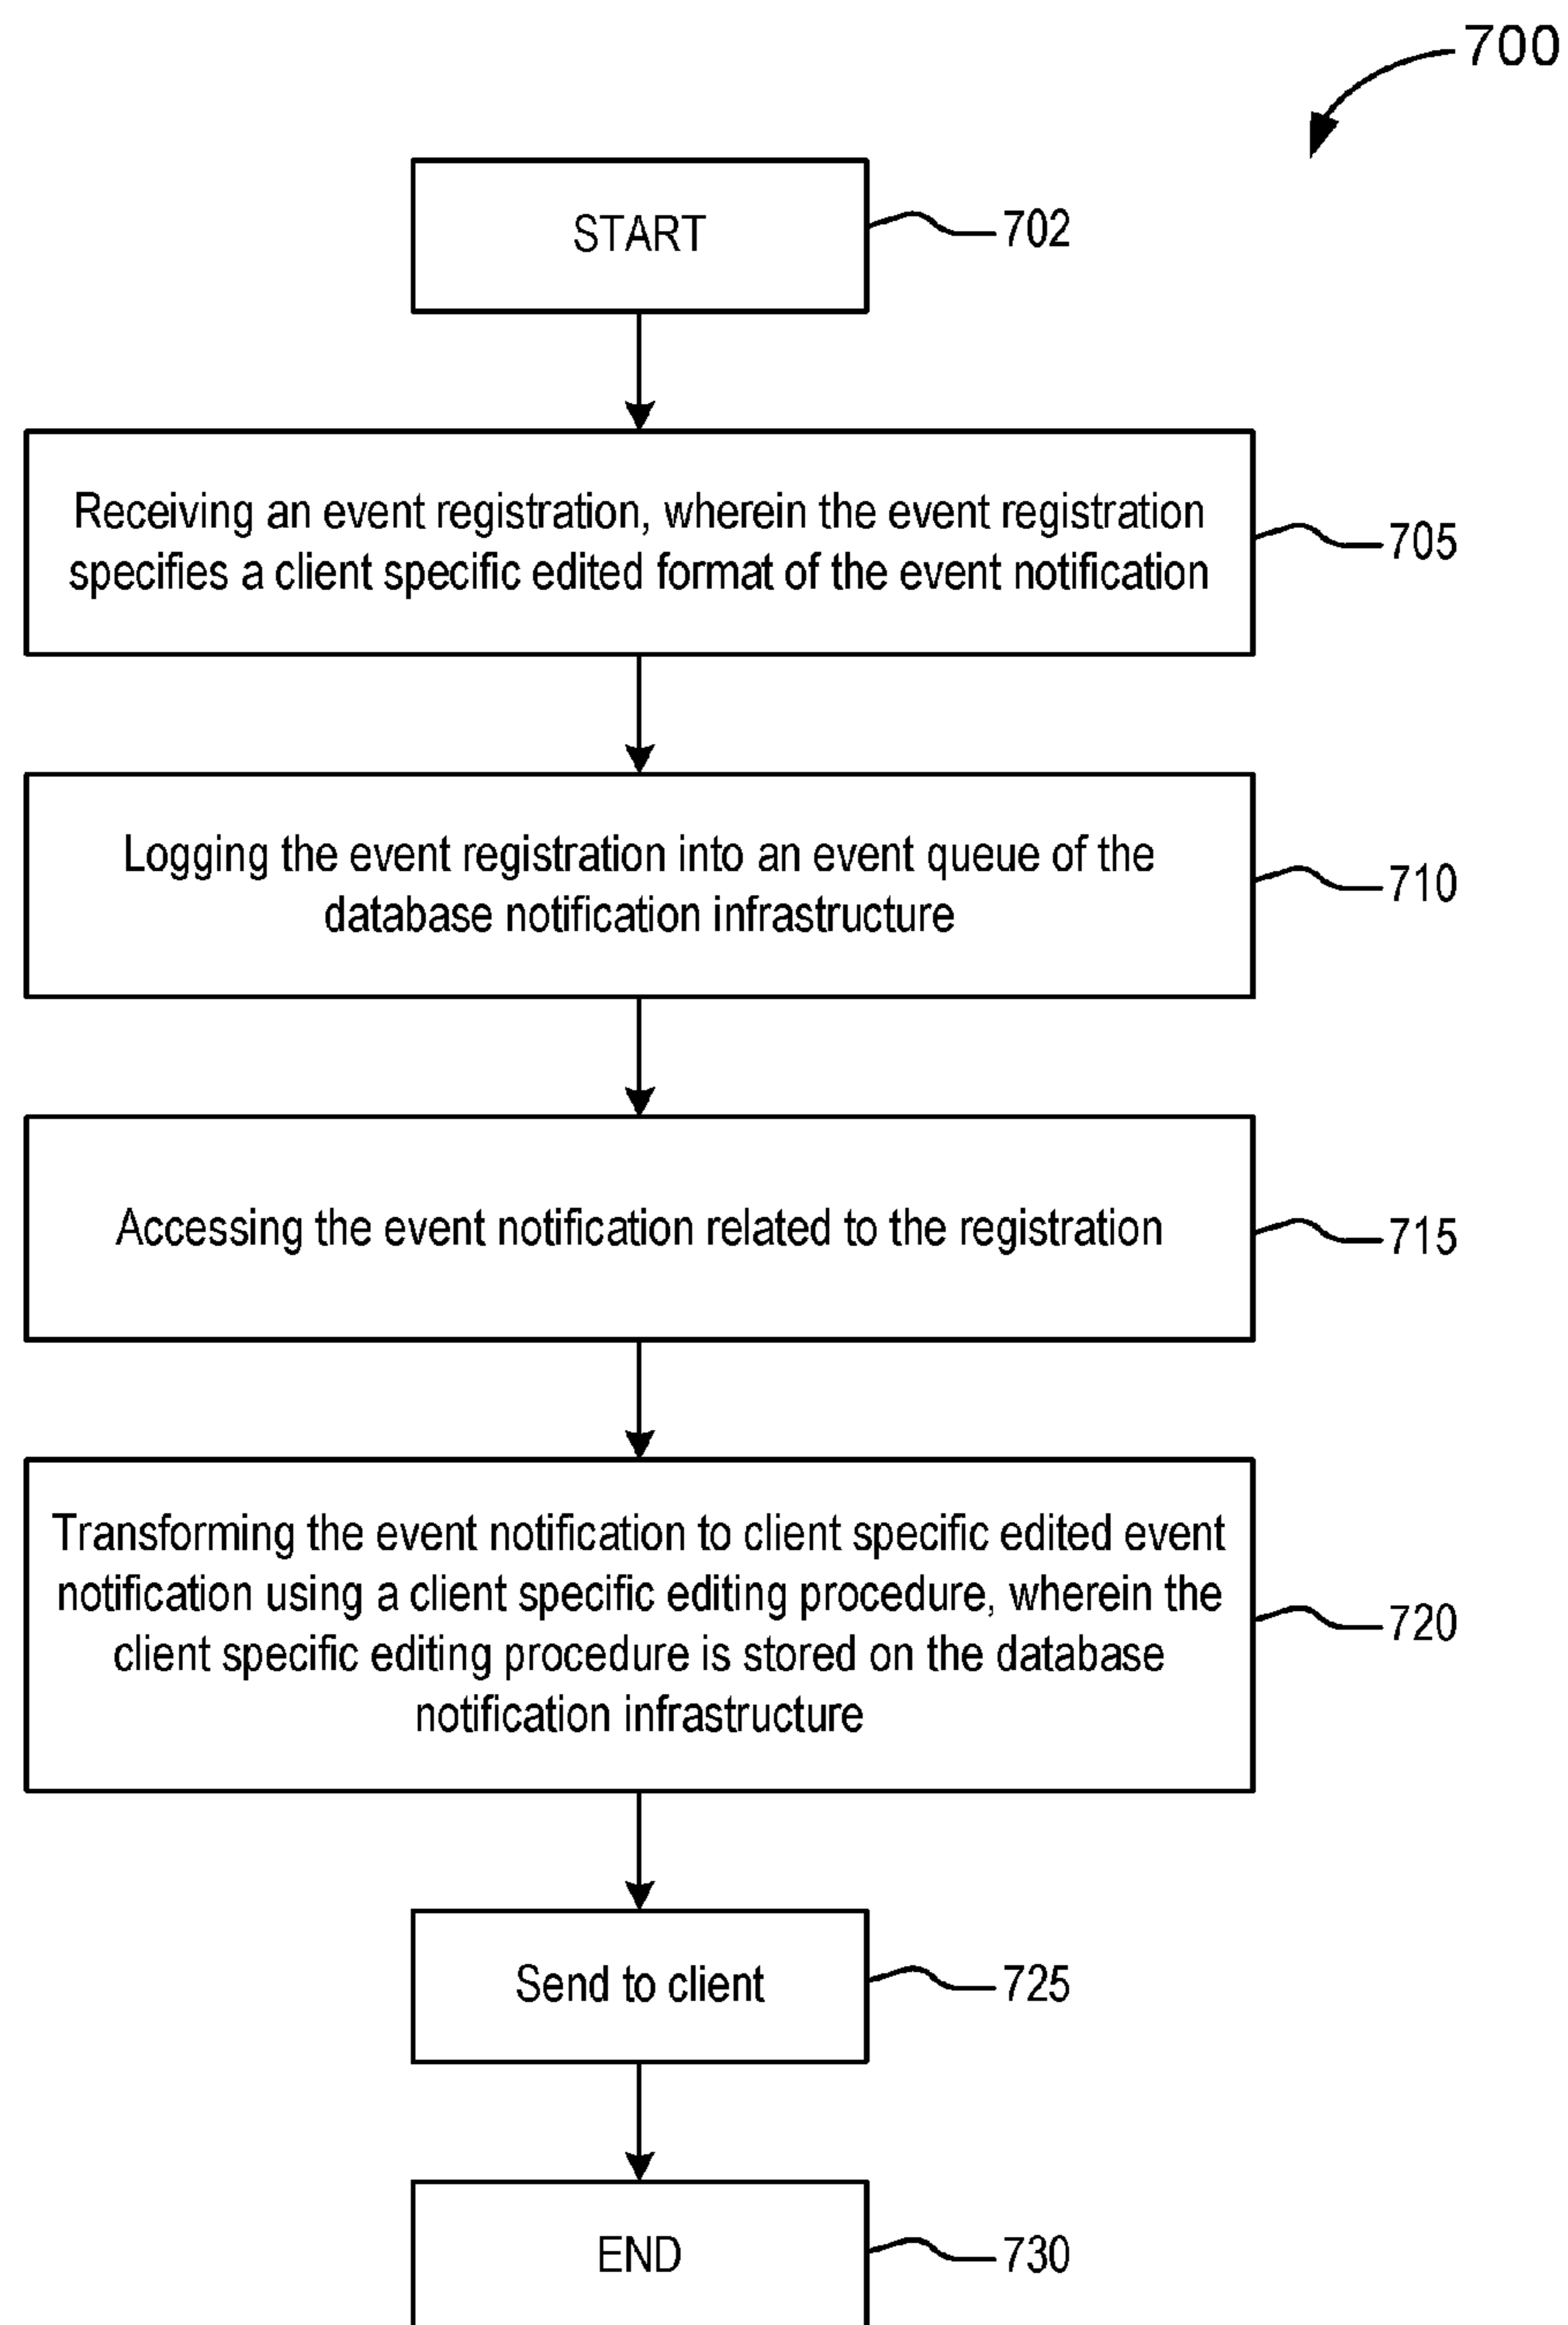 700
START
702
Receiving an event registration, wherein the event registration
specifies a client specific edited format of the event notification
705
Logging the event registration into an event queue of the
database notification infrastructure
710
Accessing the event notification related to the registration
715
Transforming the event notification to client specific edited event
notification using a client specific editing procedure, wherein the
client specific editing procedure is stored on the database
notification infrastructure
720
Send to client
725
END
730